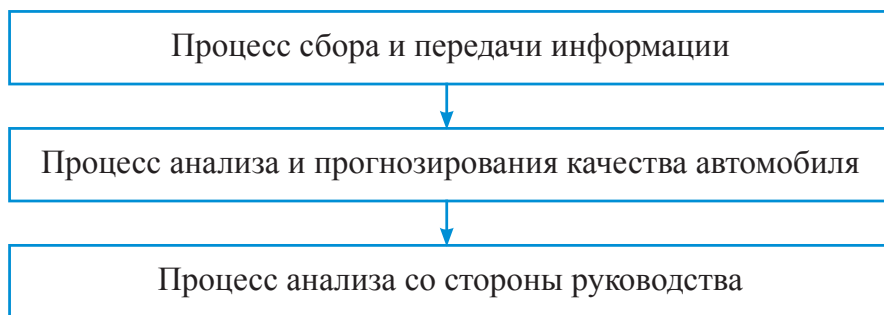 Процесс сбора и передачи информации
Процесс анализа и прогнозирования качества автомобиля
Процесс анализа со стороны руководства